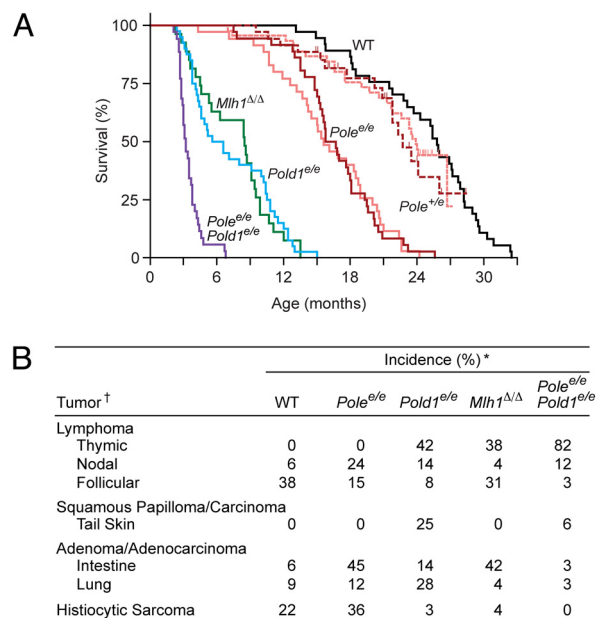 A
100
75
50
25
0
Survival (%)
WT
Mlh1Δ/Δ
Polee/e
Pold1e/e
Pole+/e
Polee/e
Pold1e/e
0 6 12 18 24 30
Age (months)
B
Incidence (%) *
Tumor† WT Polee/e Pold1e/e Mlh1Δ/Δ Polee/e Pold1e/e
Lymphoma
Thymic 0 0 42 38 82
Nodal 6 24 14 4 12
Follicular 38 15 8 31 3
Squamous Papilloma/Carcinoma
Tail Skin 0 0 25 0 6
Adenoma/Adenocarcinoma
Intestine 6 45 14 42 3
Lung 9 12 28 4 3
Histiocytic Sarcoma 22 36 3 4 0